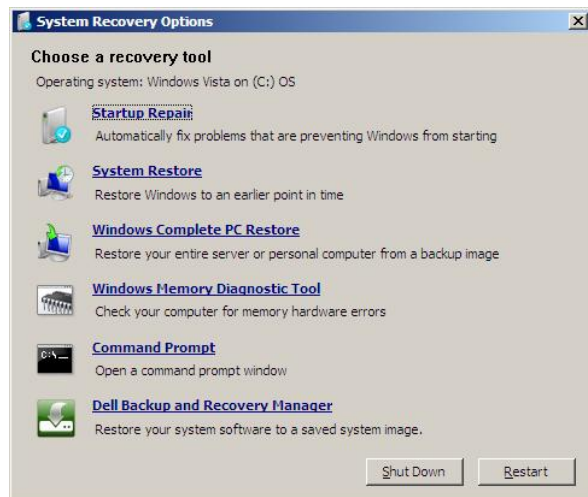 System Recovery Options
Choose a recovery tool
Operating system: Windows Vista on (C:) OS
Startup Repair
Automatically fix problems that are preventing Windows from starting
System Restore
Restore Windows to an earlier point in time
Windows Complete PC Restore
Restore your entire server or personal computer from a backup image
Windows Memory Diagnostic Tool
Check your computer for memory hardware errors
C:\_
Command Prompt
Open a command prompt window
Dell Backup and Recovery Manager
Restore your system software to a saved system image.
Shut Down Restart